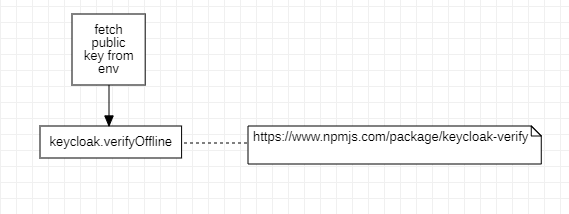 fetch
public
key from
env
keycloak.verifyOffline
https://www.npmjs.com/package/keycloak-verify